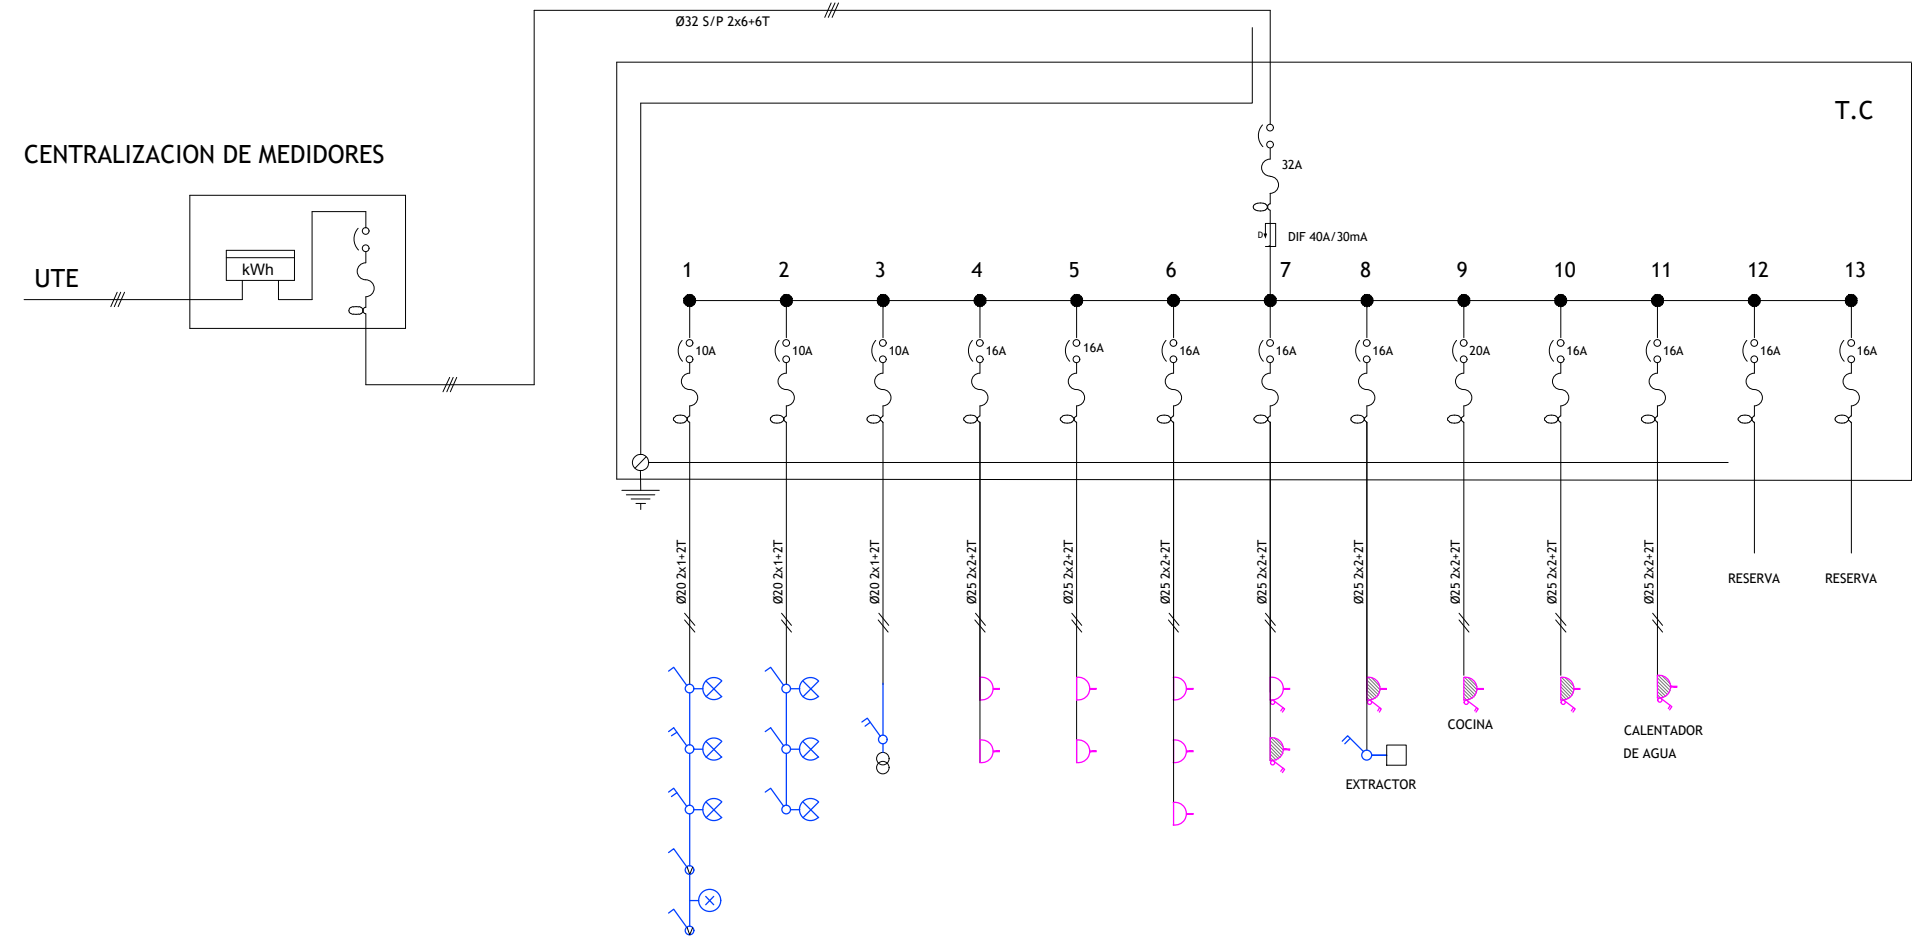 Ø32 S/P 2x6+6T
T.C
CENTRALIZACION DE MEDIDORES
32A
kWh
UTE
D
DIF 40A/30mA
1 2 3 4 5 6 7 8 9 10 11 12 13
10A 10A 10A 16A 16A 16A 16A 16A 20A 16A 16A 16A 16A
Ø20 2x1+2T
Ø20 2x1+2T
Ø20 2x1+2T
Ø25 2x2+2T
Ø25 2x2+2T
Ø25 2x2+2T
Ø25 2x2+2T
Ø25 2x2+2T
Ø25 2x2+2T
Ø25 2x2+2T
Ø25 2x2+2T
RESERVA
RESERVA
COCINA
CALENTADOR
DE AGUA
EXTRACTOR